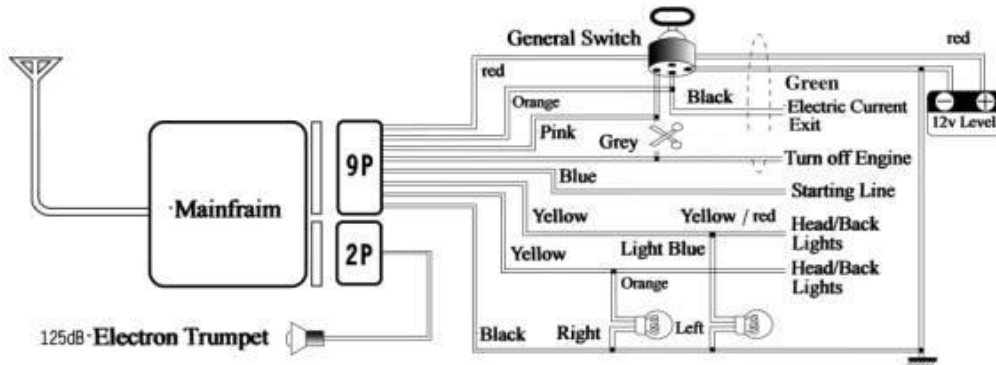 General Switch
red
red
Orange
Black
Green
Electric Current
Exit
12v Level
Pink
Grey
Turn off Engine
9P
Mainfraim
Blue
Starting Line
Yellow
Yellow / red
Head/Back
Lights
Light Blue
Yellow
Head/Back
Lights
2P
Orange
125dB Electron Trumpet
Black
Right
Left